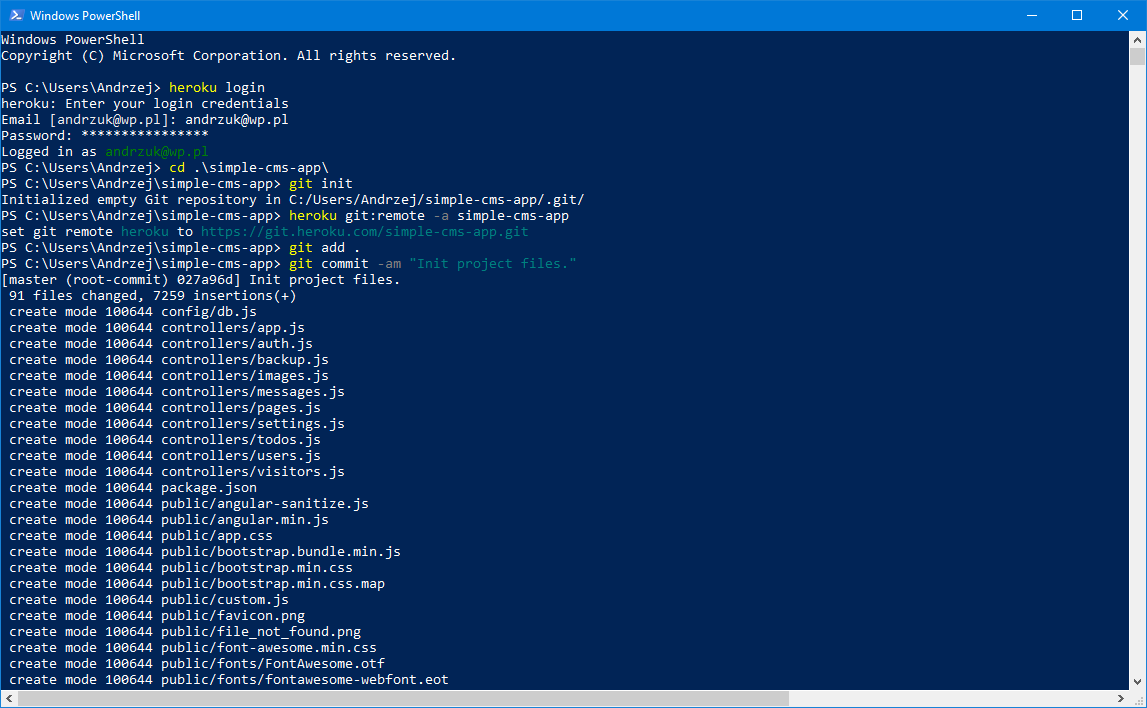 Windows PowerShell
Windows PowerShell
Copyright (C) Microsoft Corporation. All rights reserved.
PS C:\Users\Andrzej> heroku login
heroku: Enter your login credentials
Email [andrzuk@wp.pl]: andrzuk@wp.pl
Password: ****************
Logged in as andrzuk@wp.pl
PS C:\Users\Andrzej> cd .\simple-cms-app\
PS C:\Users\Andrzej\simple-cms-app> git init
Initialized empty Git repository in C:/Users/Andrzej/simple-cms-app/.git/
PS C:\Users\Andrzej\simple-cms-app> heroku git:remote -a simple-cms-app
set git remote heroku to https://git.heroku.com/simple-cms-app.git
PS C:\Users\Andrzej\simple-cms-app> git add .
PS C:\Users\Andrzej\simple-cms-app> git commit -am "Init project files."
[master (root-commit) 027a96d] Init project files.
 91 files changed, 7259 insertions(+)
 create mode 100644 config/db.js
 create mode 100644 controllers/app.js
 create mode 100644 controllers/auth.js
 create mode 100644 controllers/backup.js
 create mode 100644 controllers/images.js
 create mode 100644 controllers/messages.js
 create mode 100644 controllers/pages.js
 create mode 100644 controllers/settings.js
 create mode 100644 controllers/todos.js
 create mode 100644 controllers/users.js
 create mode 100644 controllers/visitors.js
 create mode 100644 package.json
 create mode 100644 public/angular-sanitize.js
 create mode 100644 public/angular.min.js
 create mode 100644 public/app.css
 create mode 100644 public/bootstrap.bundle.min.js
 create mode 100644 public/bootstrap.min.css
 create mode 100644 public/bootstrap.min.css.map
 create mode 100644 public/custom.js
 create mode 100644 public/favicon.png
 create mode 100644 public/file_not_found.png
 create mode 100644 public/font-awesome.min.css
 create mode 100644 public/fonts/FontAwesome.otf
 create mode 100644 public/fonts/fontawesome-webfont.eot